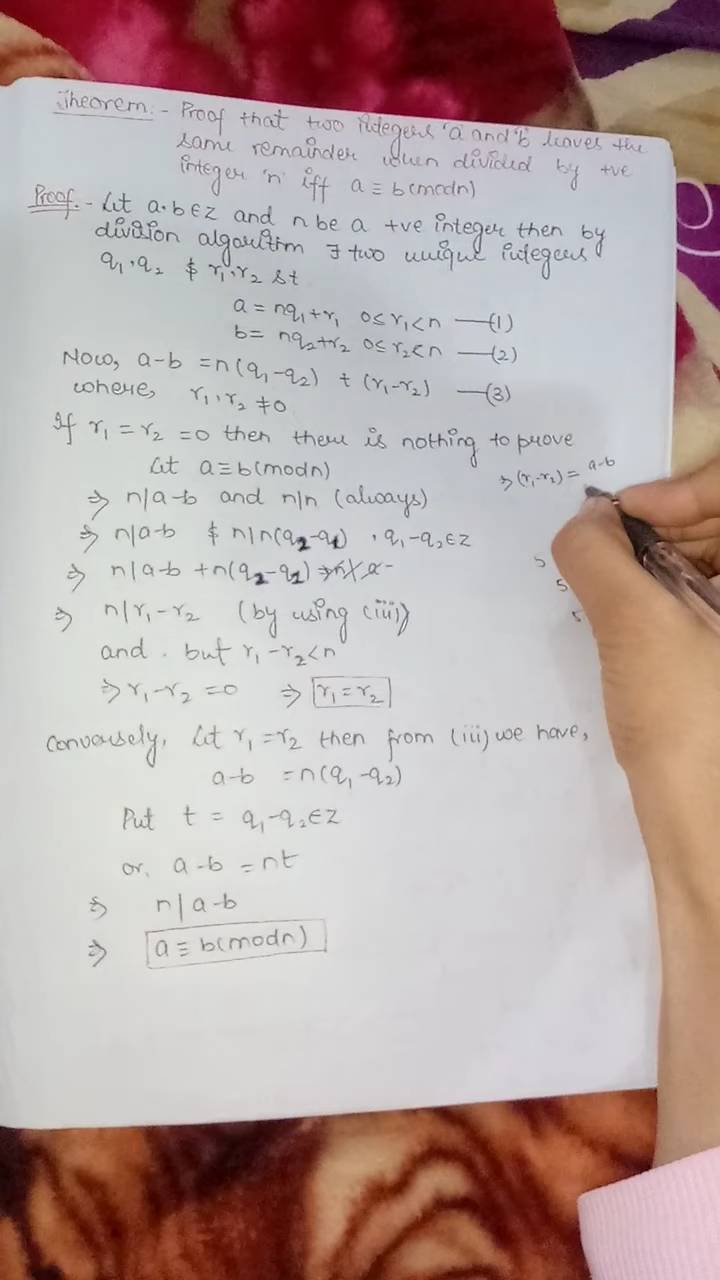 Theorem:- Proof that two integers 'a' and 'b' leaves the
same remainder when divided by +ve
integer 'n' iff a ≡ b(modn)
Proof:- Let a·b∈Z and n be a +ve integer then by
division algorithm ∃ two unique integers
q₁·q₂ $ r₁·r₂ st
a = nq₁+r₁ 0≤r₁<n —(1)
b = nq₂+r₂ 0≤r₂<n —(2)
Now, a-b = n(q₁-q₂) + (r₁-r₂) —(3)
where, r₁·r₂ ≠0
If r₁ = r₂ = 0 then there is nothing to prove
Let a≡b(modn)
⇒ (r₁-r₂) = a-b
⇒ n|a-b and n|n (always)
⇒ n|a-b $ n|n(q₂-q₁) · q₁-q₂∈Z
⇒ n|a-b +n(q₂-q₁)
⇒ n|r₁-r₂ (by using (iii))
and · but r₁-r₂<n
⇒ r₁-r₂ =0 ⇒ r₁=r₂
Conversely, Let r₁=r₂ then from (iii) we have,
a-b = n(q₁-q₂)
Put t = q₁-q₂∈Z
or, a-b = nt
⇒ n|a-b
⇒ a ≡ b(modn)